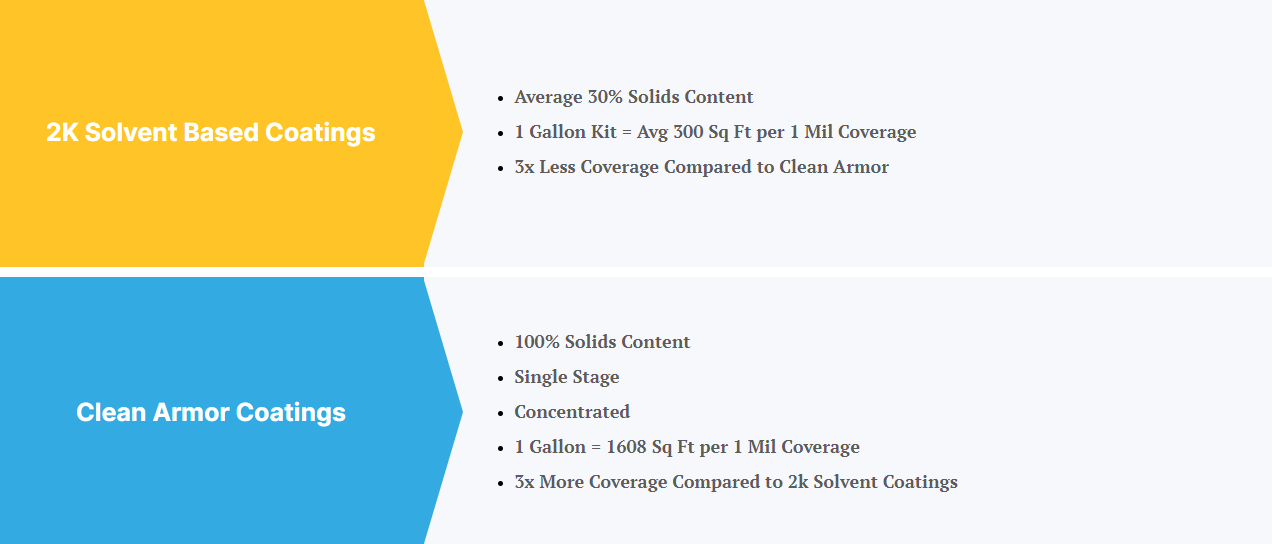 2K Solvent Based Coatings
Average 30% Solids Content
1 Gallon Kit = Avg 300 Sq Ft per 1 Mil Coverage
3x Less Coverage Compared to Clean Armor
Clean Armor Coatings
100% Solids Content
Single Stage
Concentrated
1 Gallon = 1608 Sq Ft per 1 Mil Coverage
3x More Coverage Compared to 2k Solvent Coatings